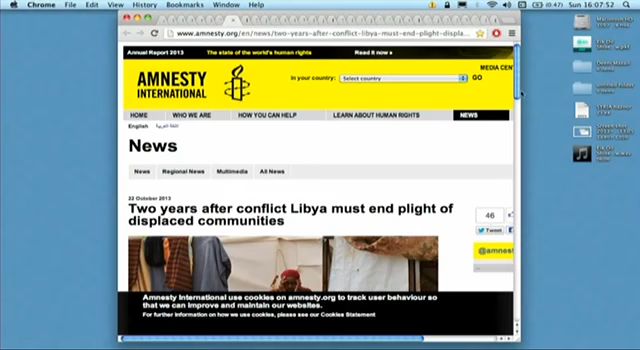 Chrome File Edit View History Bookmarks Window Help
(0:47) Sun 16:07:52
www.amnesty.org/en/news/two-years-after-conflict-libya-must-end-plight-displa...
Annual Report 2013 The state of the world's human rights Read it now »
MEDIA CEN
AMNESTY
INTERNATIONAL
In your country: Select country GO
HOME WHO WE ARE HOW YOU CAN HELP LEARN ABOUT HUMAN RIGHTS NEWS
English اللغة العربية
News
News Regional News Multimedia All News
22 October 2013
Two years after conflict Libya must end plight of
displaced communities
46
Tweet
@amnest
Amnesty International use cookies on amnesty.org to track user behaviour so
that we can improve and maintain our websites.
For further information on how we use cookies, please see our Cookies Statement